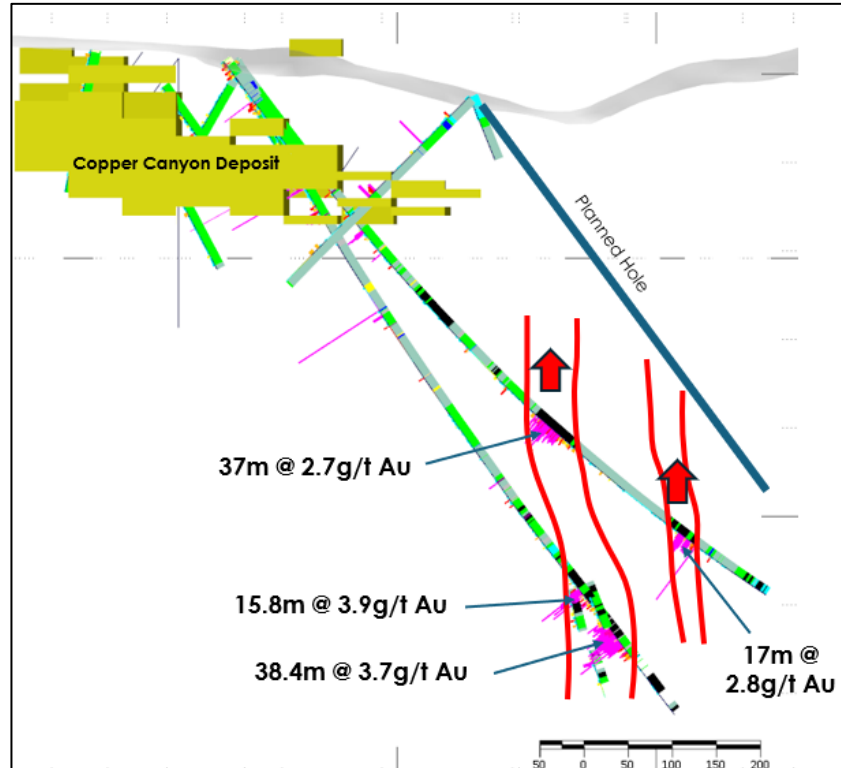 Copper Canyon Deposit
Planned Hole
37m @ 2.7g/t Au
15.8m @ 3.9g/t Au
38.4m @ 3.7g/t Au
17m @
2.8g/t Au
50 0 50 100 150 200